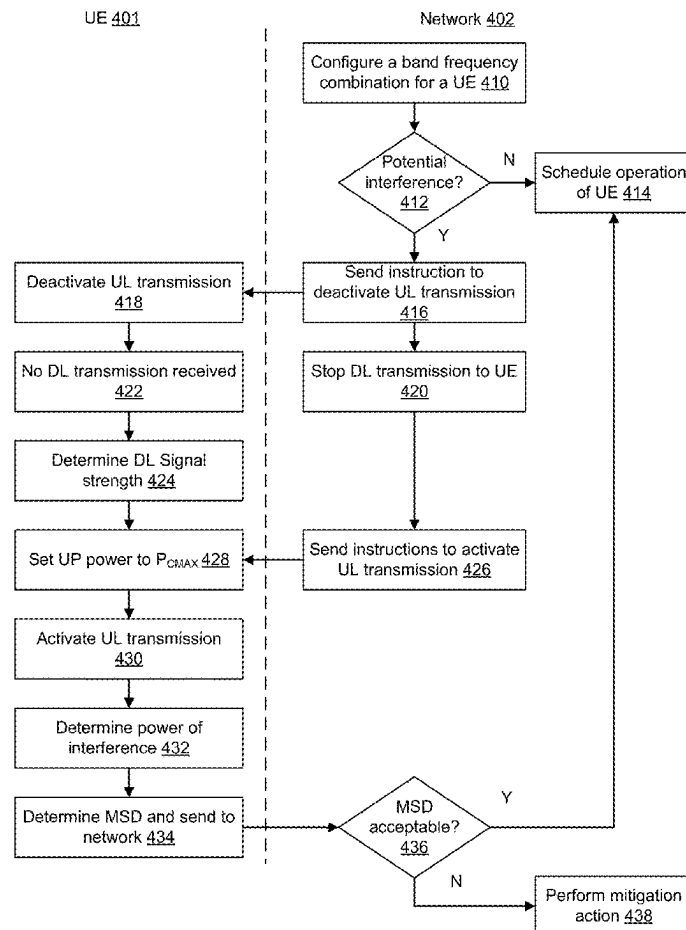 UE 401
Network 402
Configure a band frequency
combination for a UE 410
Potential
interference?
412
N
Schedule operation
of UE 414
Y
Deactivate UL transmission
418
Send instruction to
deactivate UL transmission
416
No DL transmission received
422
Stop DL transmission to UE
420
Determine DL Signal
strength 424
Set UP power to PCMAX 428
Send instructions to activate
UL transmission 426
Activate UL transmission
430
Determine power of
interference 432
Determine MSD and send to
network 434
MSD
acceptable?
436
Y
N
Perform mitigation
action 438